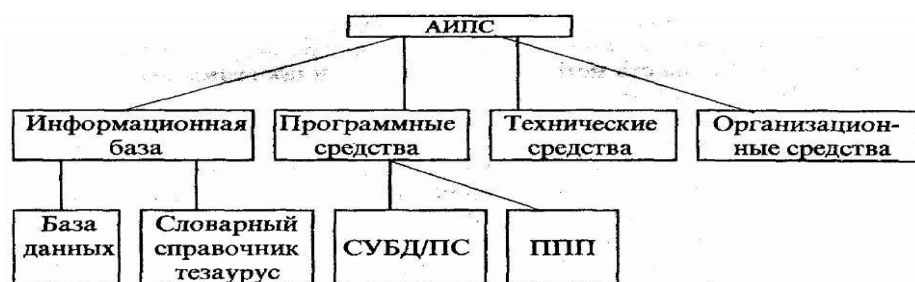 АИПС
Информационная
база
Программные
средства
Технические
средства
Организацион-
ные средства
База
данных
Словарный
справочник
тезаурус
СУБД/ПС
ППП